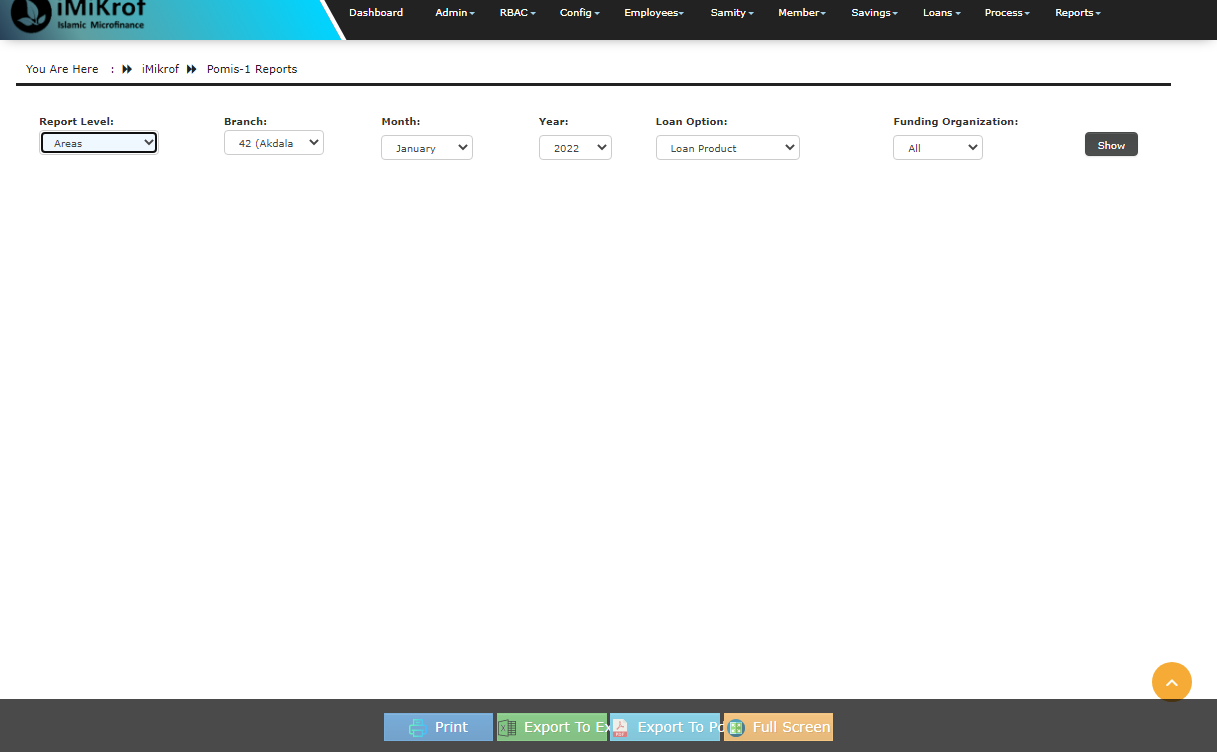 iMiKrof
Islamic Microfinance
Dashboard Admin RBAC Config Employees Samity Member Savings Loans Process Reports
You Are Here : iMikrof Pomis-1 Reports
Report Level: Branch: Month: Year: Loan Option: Funding Organization:
Areas 42 (Akdala January 2022 Loan Product All Show
Print Export To Ex Export To Pd Full Screen